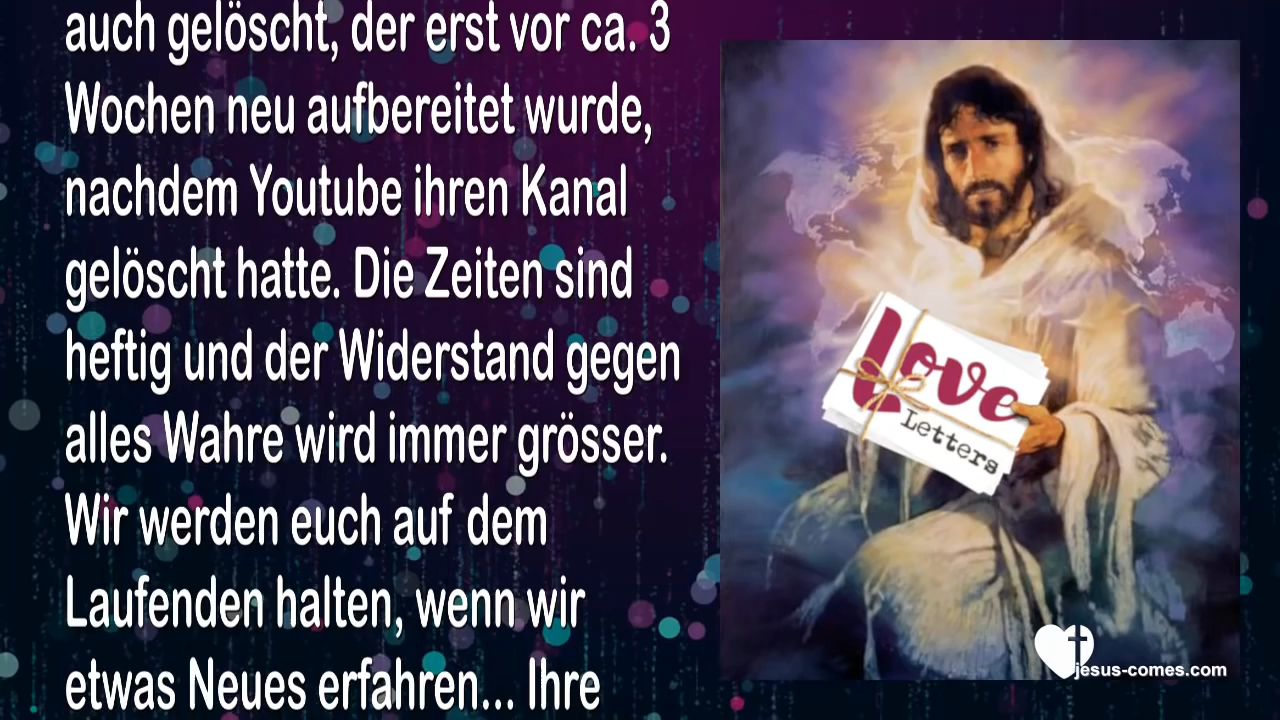 auch gelöscht, der erst vor ca. 3
Wochen neu aufbereitet wurde,
nachdem Youtube ihren Kanal
gelöscht hatte. Die Zeiten sind
heftig und der Widerstand gegen
alles Wahre wird immer grösser.
Wir werden euch auf dem
Laufenden halten, wenn wir
etwas Neues erfahren... Ihre
Love
Letters
jesus-comes.com